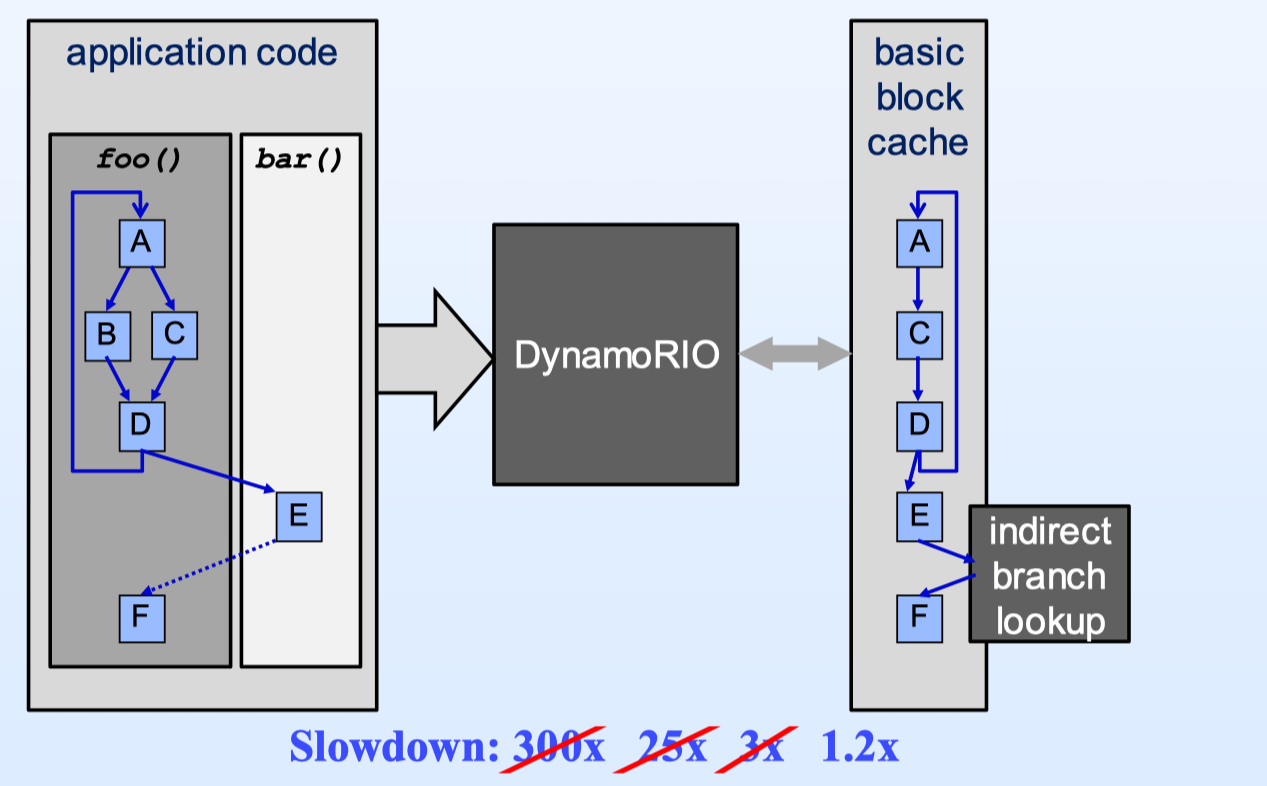 application code
foo()
bar()
A
B
C
D
E
F
DynamoRIO
basic
block
cache
A
C
D
E
F
indirect
branch
lookup
Slowdown: 300x 25x 3x 1.2x